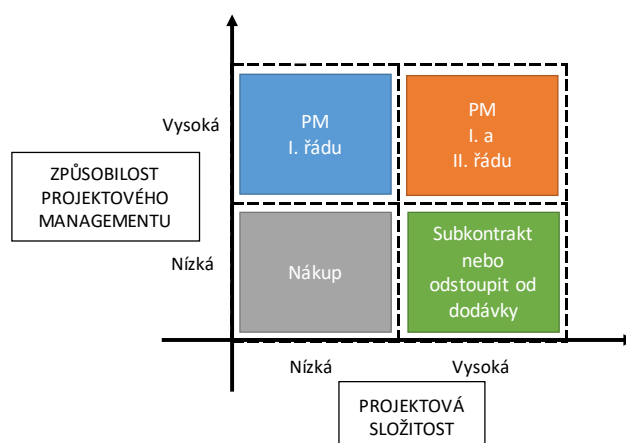 Vysoká
PM
I. řádu
PM
I. a
II. řádu
ZPŮSOBILOST
PROJEKTOVÉHO
MANAGEMENTU
Nízká
Nákup
Subkontrakt
nebo
odstoupit od
dodávky
Nízká
Vysoká
PROJEKTOVÁ
SLOŽITOST